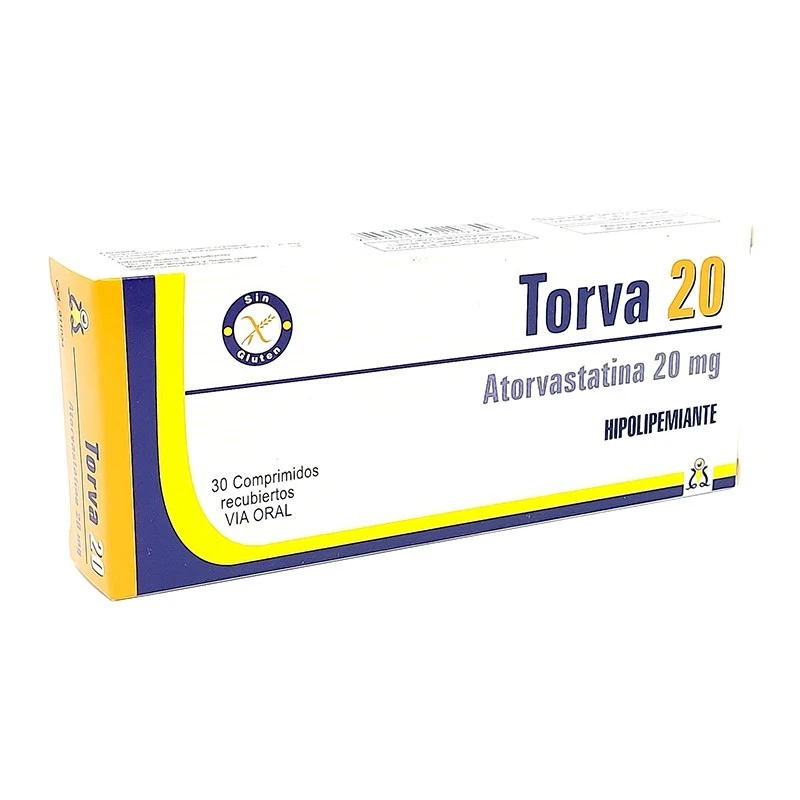 Sin
Gluten
Torva 20
Atorvastatina 20 mg
HIPOLIPEMIANTE
30 Comprimidos
recubiertos
VIA ORAL
Torva 20
Atorvastatina 20 mg